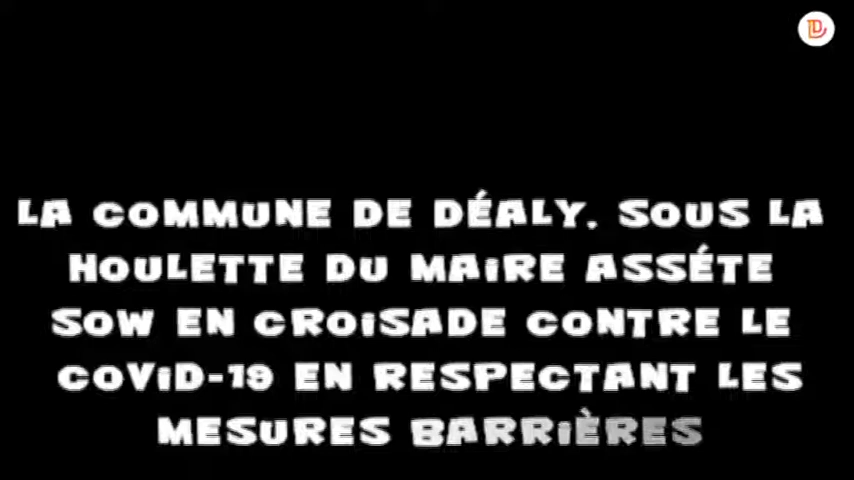 LA COMMUNE DE DÉALY, SOUS LA
HOULETTE DU MAIRE ASSÉTE
SOW EN CROISADE CONTRE LE
COVID-19 EN RESPECTANT LES
MESURES BARRIÈRES